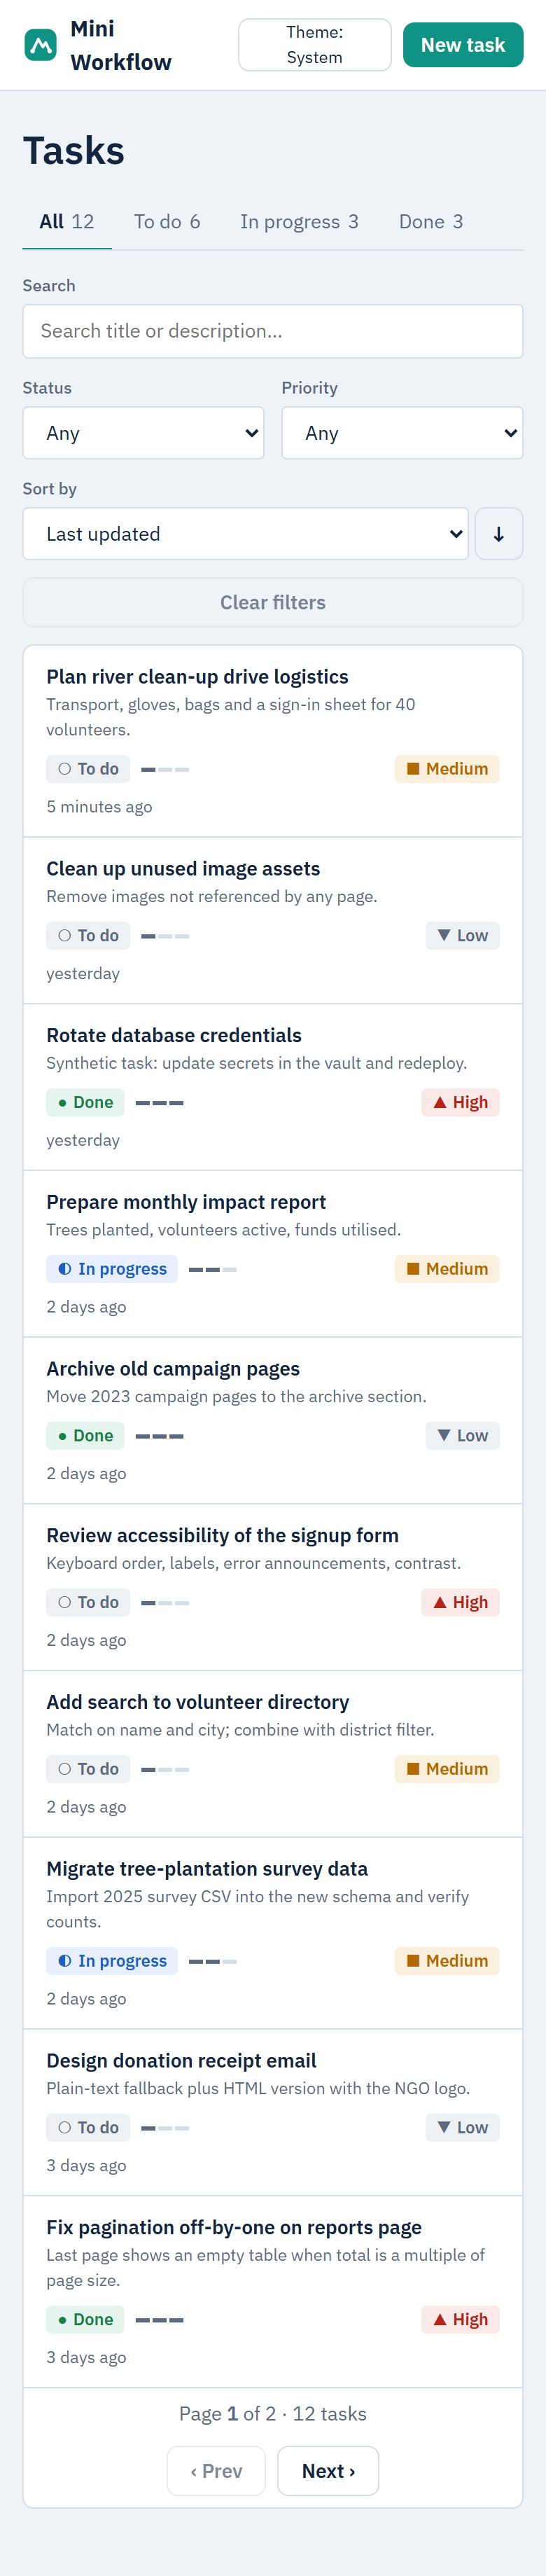 Mini
Workflow
Theme:
System
New task
Tasks
All 12 To do 6 In progress 3 Done 3
Search
Search title or description...
Status Priority
Any Any
Sort by
Last updated ↓
Clear filters
Plan river clean-up drive logistics
Transport, gloves, bags and a sign-in sheet for 40
volunteers.
○ To do ■ Medium
5 minutes ago
Clean up unused image assets
Remove images not referenced by any page.
○ To do ▼ Low
yesterday
Rotate database credentials
Synthetic task: update secrets in the vault and redeploy.
● Done ▲ High
yesterday
Prepare monthly impact report
Trees planted, volunteers active, funds utilised.
◐ In progress ■ Medium
2 days ago
Archive old campaign pages
Move 2023 campaign pages to the archive section.
● Done ▼ Low
2 days ago
Review accessibility of the signup form
Keyboard order, labels, error announcements, contrast.
○ To do ▲ High
2 days ago
Add search to volunteer directory
Match on name and city; combine with district filter.
○ To do ■ Medium
2 days ago
Migrate tree-plantation survey data
Import 2025 survey CSV into the new schema and verify
counts.
◐ In progress ■ Medium
2 days ago
Design donation receipt email
Plain-text fallback plus HTML version with the NGO logo.
○ To do ▼ Low
3 days ago
Fix pagination off-by-one on reports page
Last page shows an empty table when total is a multiple of
page size.
● Done ▲ High
3 days ago
Page 1 of 2 · 12 tasks
‹ Prev Next ›